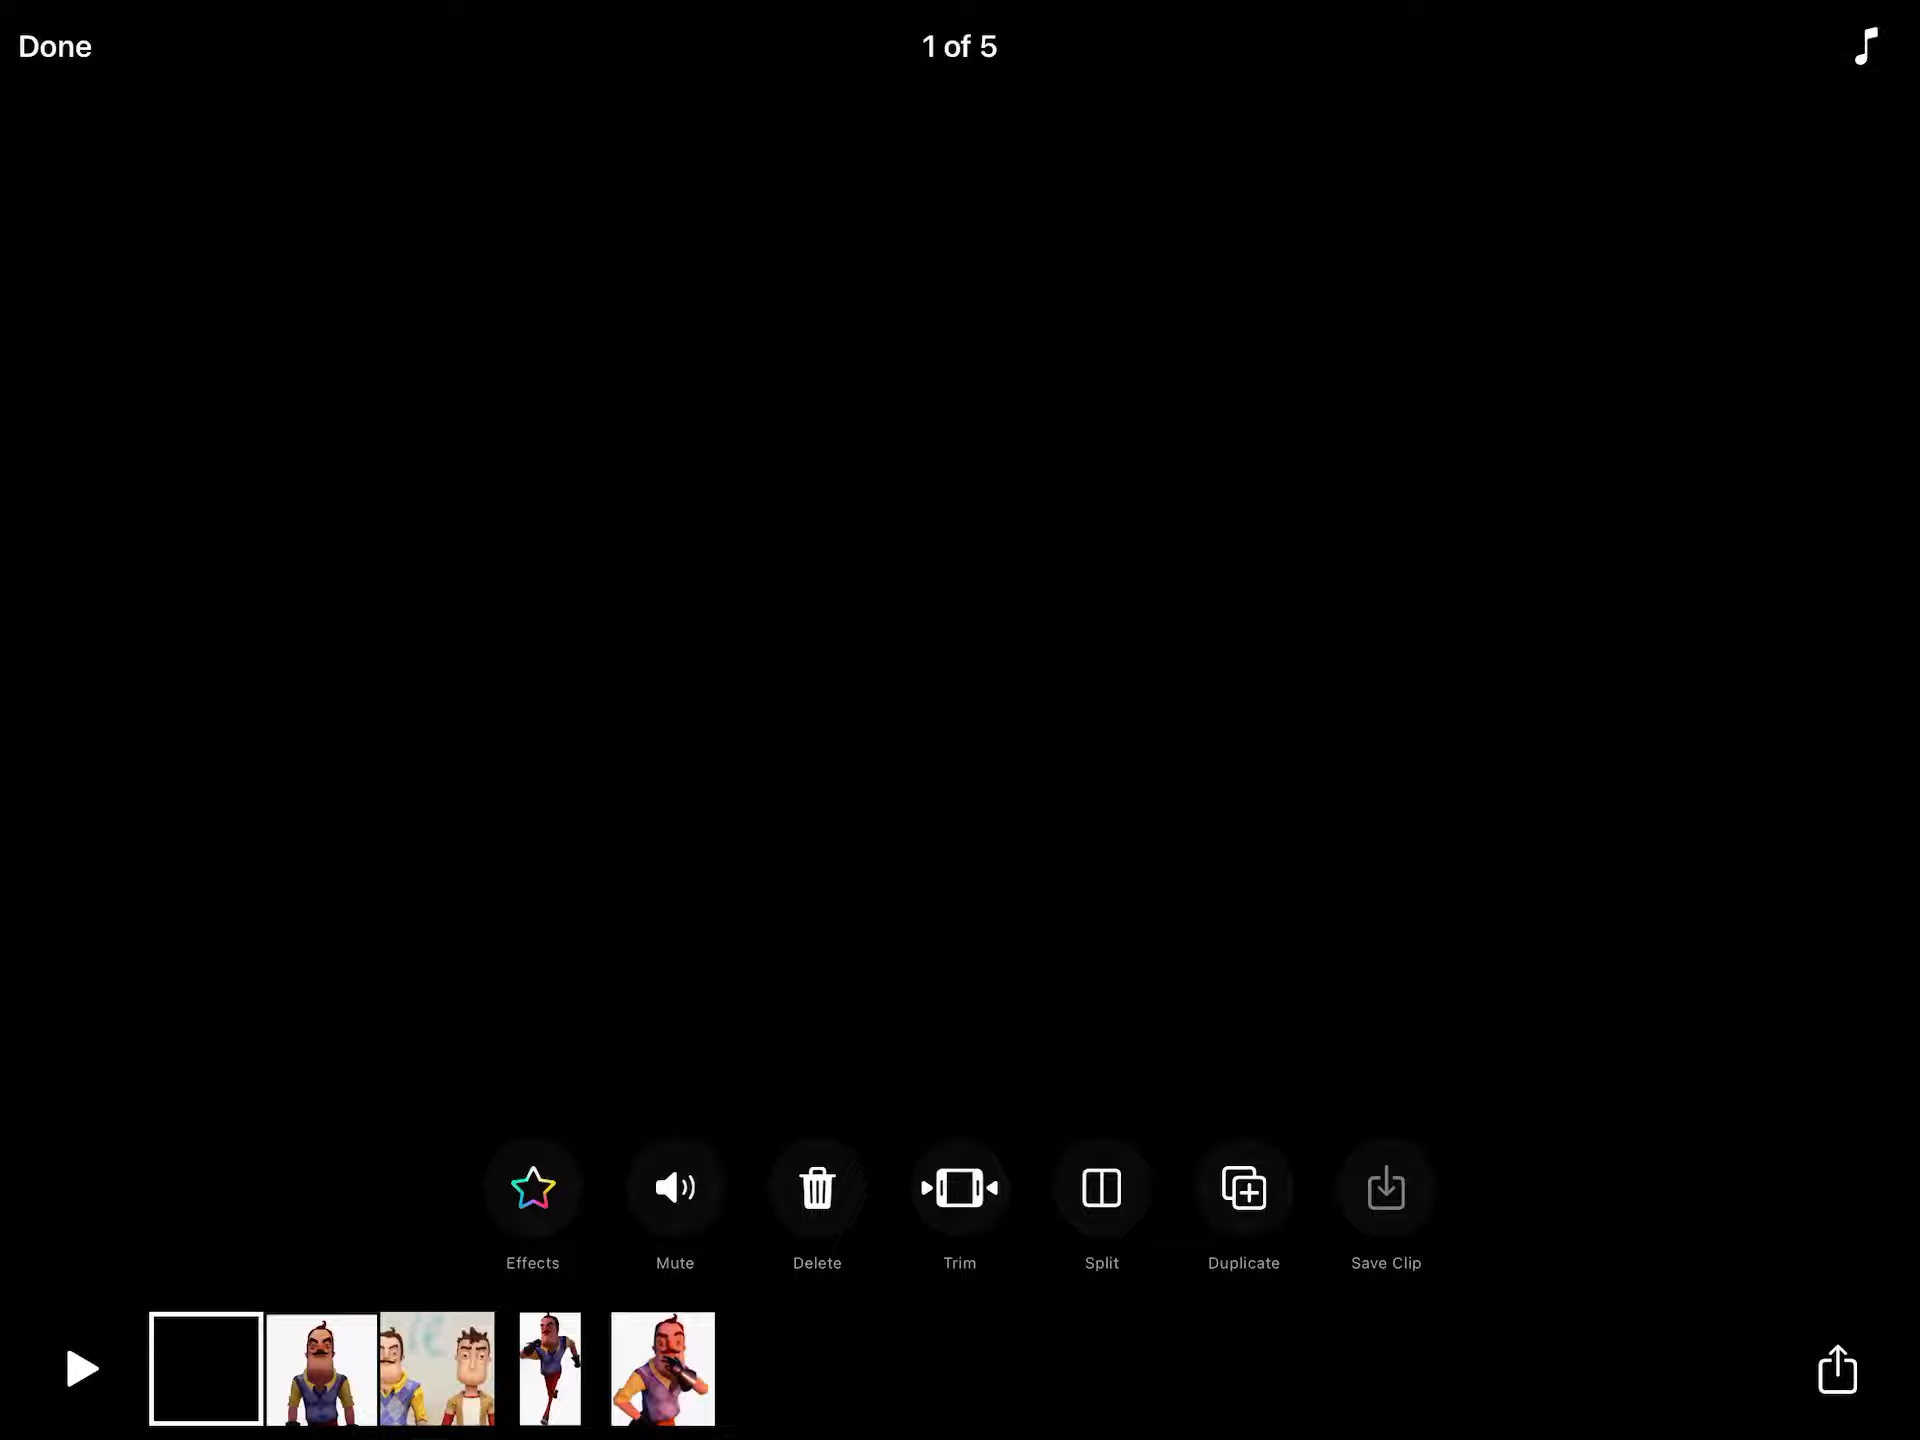 Done
1 of 5
Effects
Mute
Delete
Trim
Split
Duplicate
Save Clip